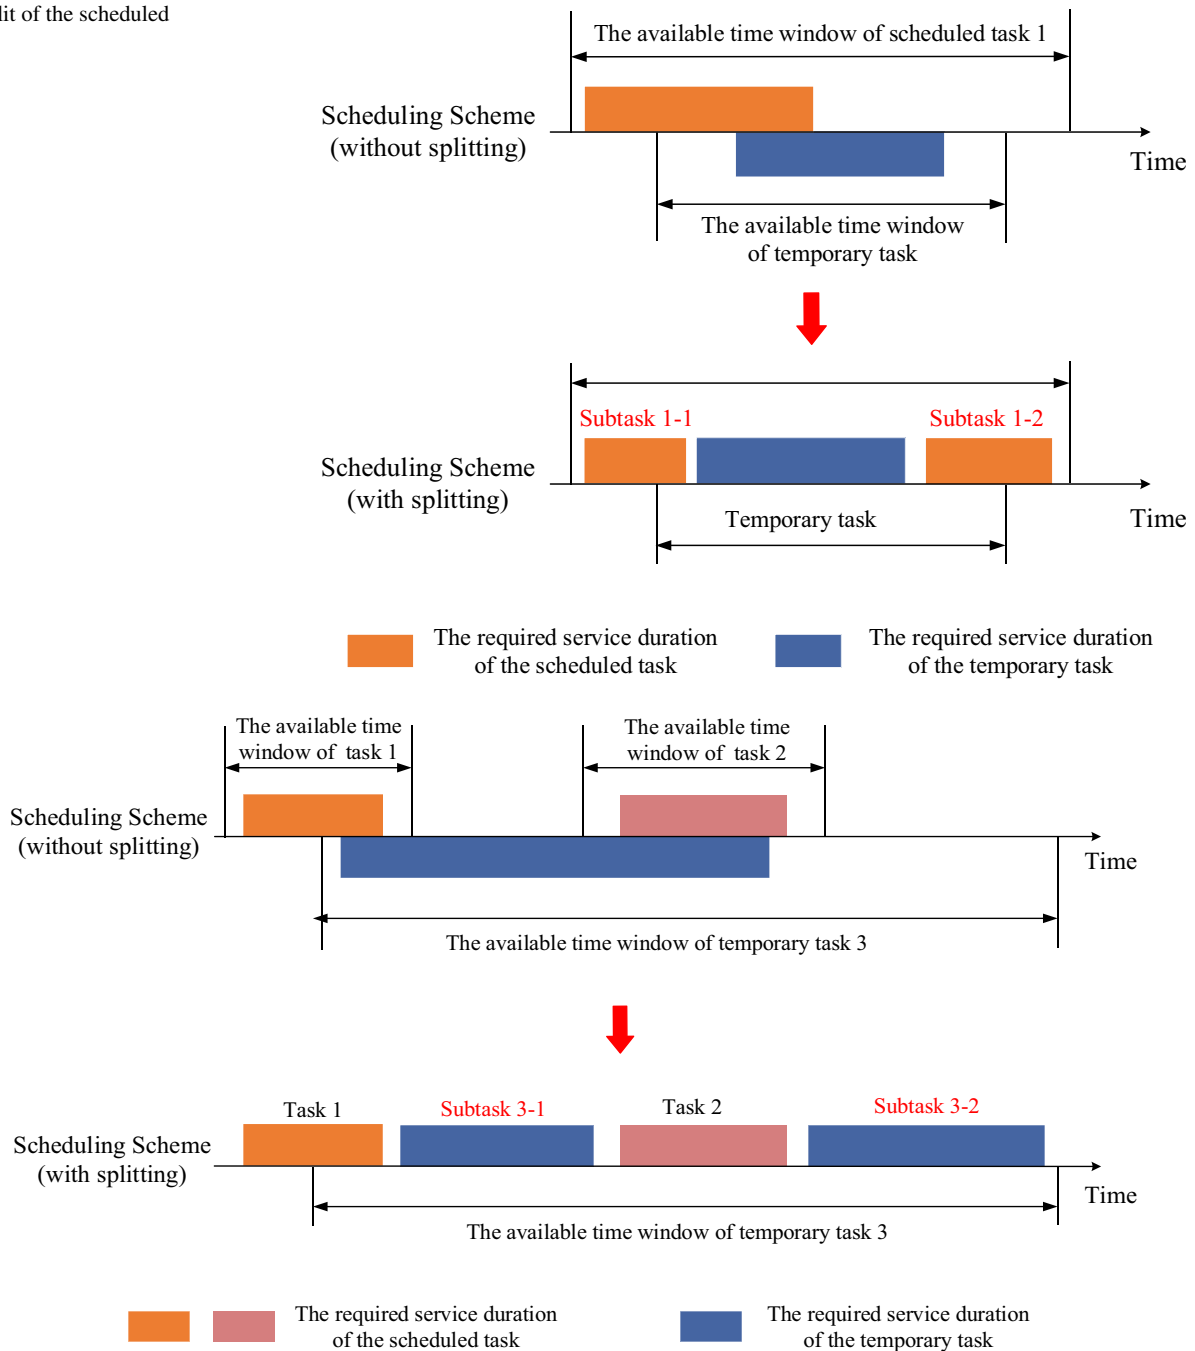 lit of the scheduled
The available time window of scheduled task 1
Scheduling Scheme
(without splitting)
Time
The available time window
of temporary task
Subtask 1-1
Subtask 1-2
Scheduling Scheme
(with splitting)
Temporary task
Time
The required service duration
of the scheduled task
The required service duration
of the temporary task
The available time
window of task 1
The available time
window of task 2
Scheduling Scheme
(without splitting)
Time
The available time window of temporary task 3
Task 1
Subtask 3-1
Task 2
Subtask 3-2
Scheduling Scheme
(with splitting)
Time
The available time window of temporary task 3
The required service duration
of the scheduled task
The required service duration
of the temporary task